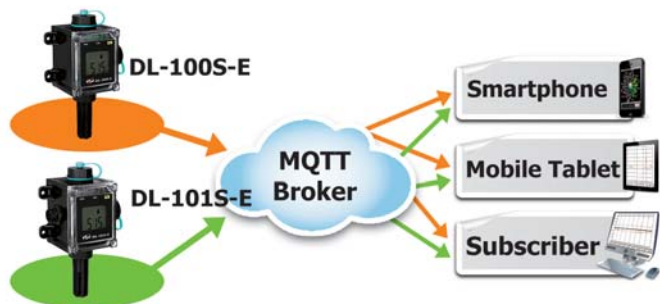 DL-100S-E
DL-101S-E
MQTT
Broker
Smartphone
Mobile Tablet
Subscriber